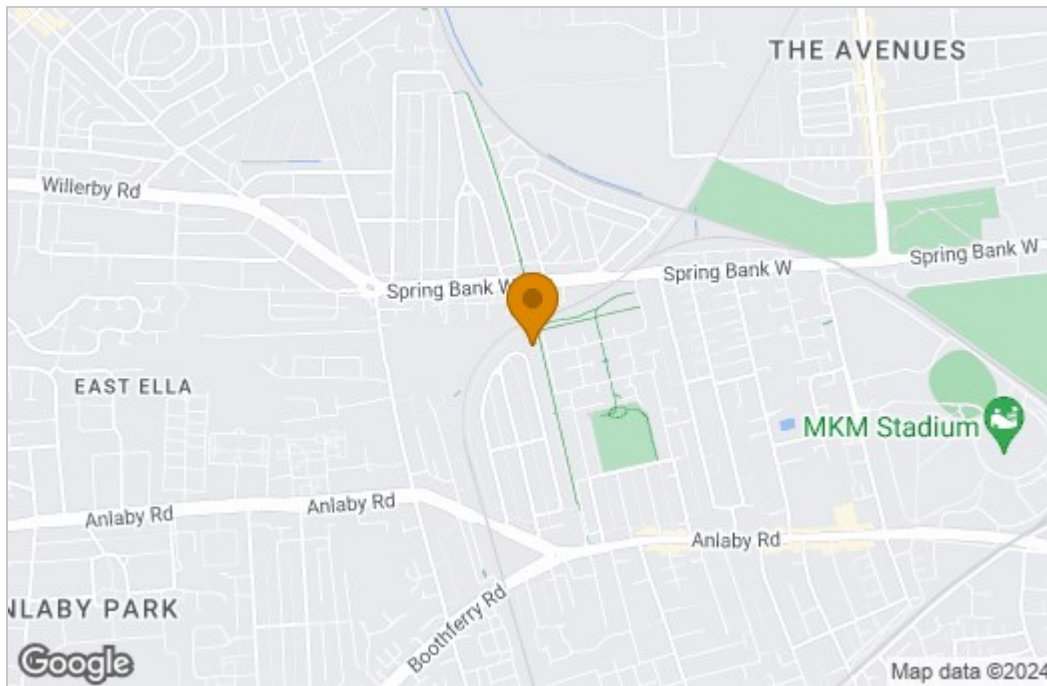 THE AVENUES
Willerby Rd
Spring Bank W
Spring Bank W
Spring Bank W
EAST ELLA
MKM Stadium
Anlaby Rd
Anlaby Rd
Anlaby Rd
NLABY PARK
Boothferry Rd
Google
Map data ©2024